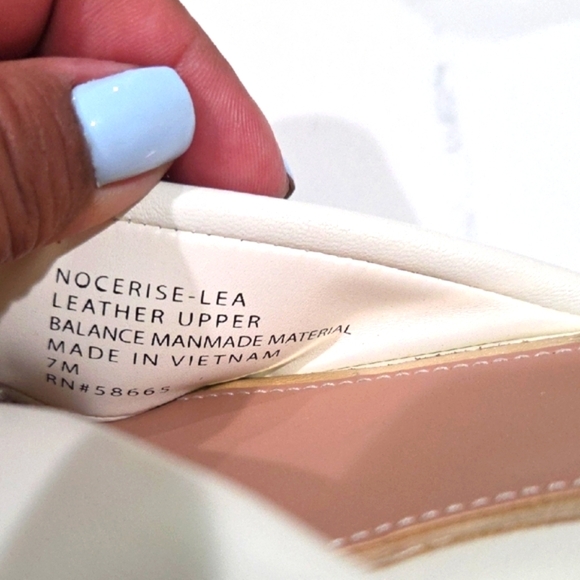 NOCERISE-LEA
LEATHER UPPER
BALANCE MANMADE MATERIAL
MADE IN VIETNAM
7M
RN#58665